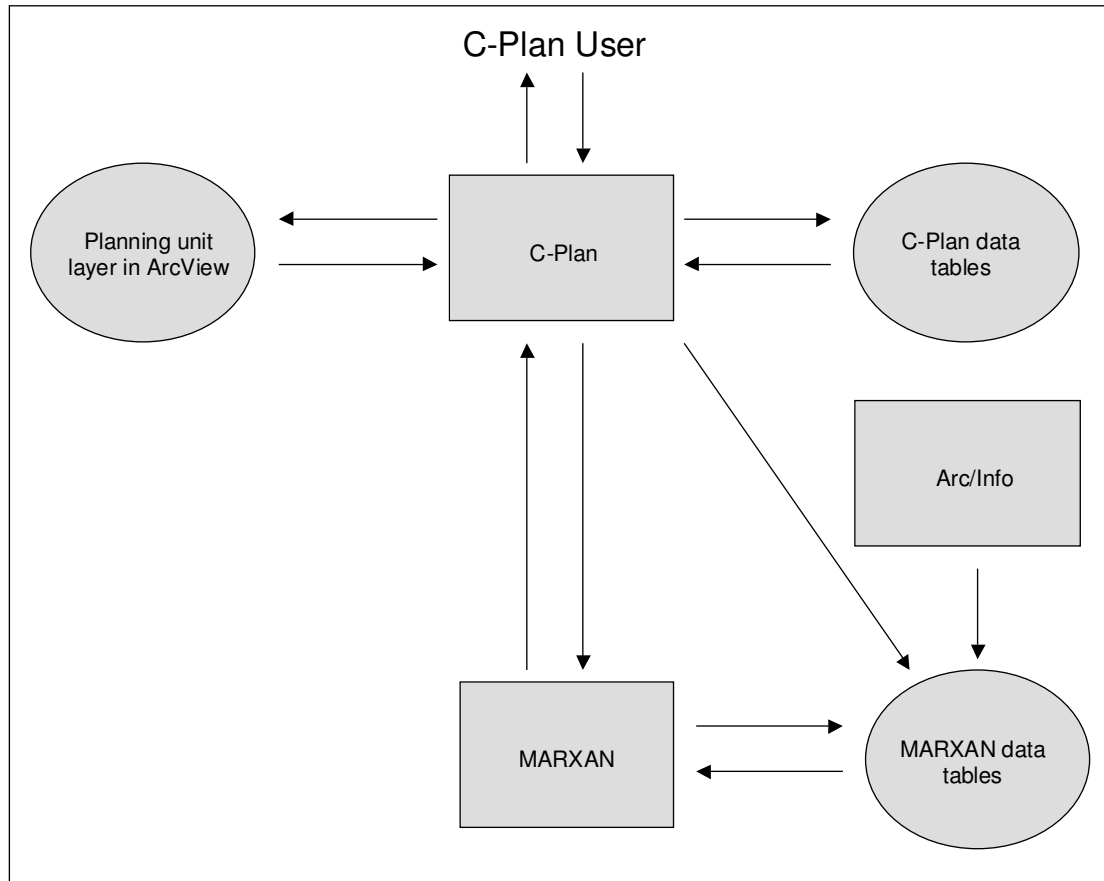 C-Plan User
Planning unit
layer in ArcView
C-Plan
C-Plan data
tables
Arc/Info
MARXAN
MARXAN data
tables